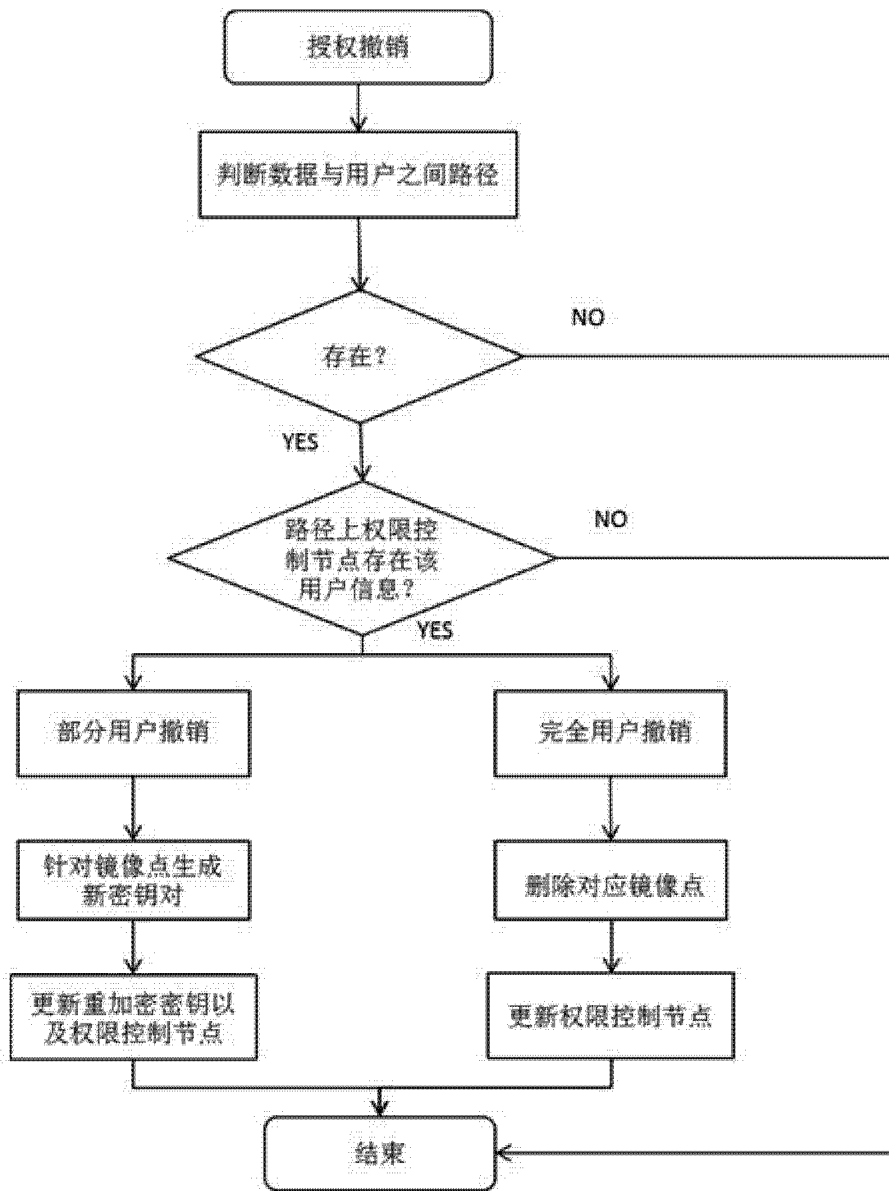 授权撤销
判断数据与用户之间路径
存在？
NO
YES
路径上权限控
制节点存在该
用户信息？
NO
YES
部分用户撤销
完全用户撤销
针对镜像点生成
新密钥对
删除对应镜像点
更新重加密密钥以
及权限控制节点
更新权限控制节点
结束